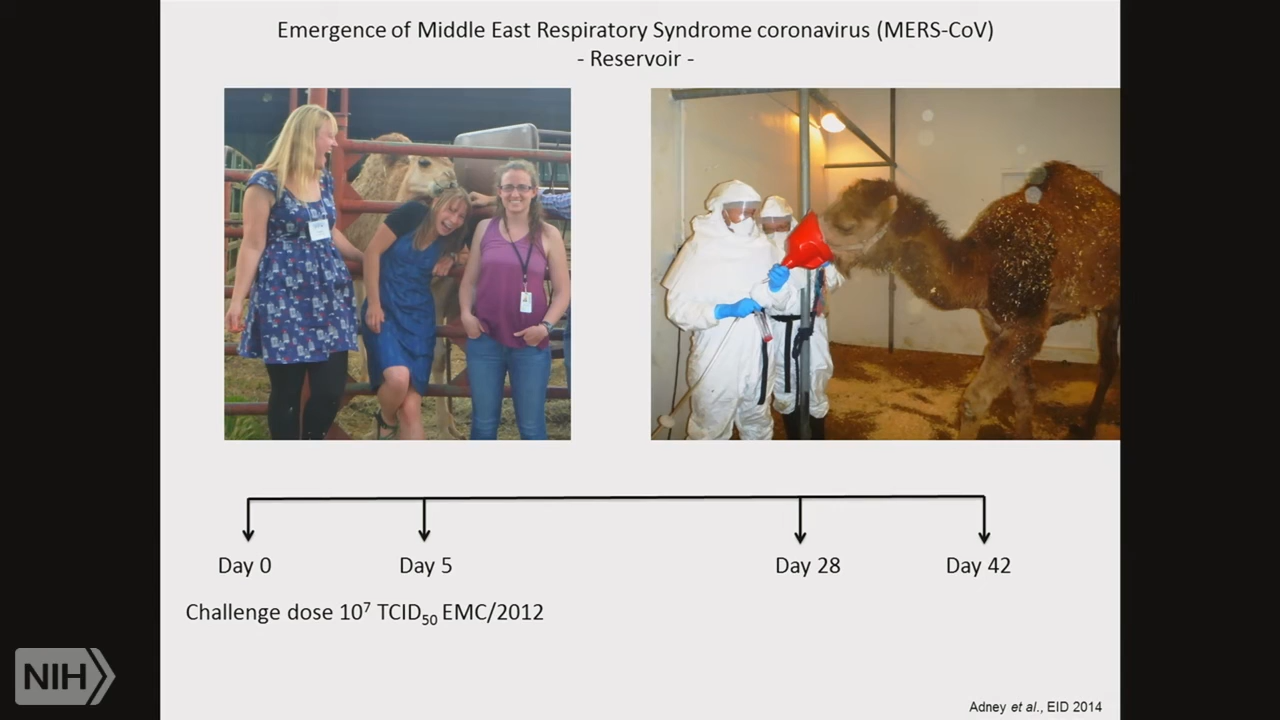 Emergence of Middle East Respiratory Syndrome coronavirus (MERS-CoV)
- Reservoir -
Day 0
Day 5
Day 28
Day 42
Challenge dose 10⁷ TCID₅₀ EMC/2012
NIH
Adney et al., EID 2014